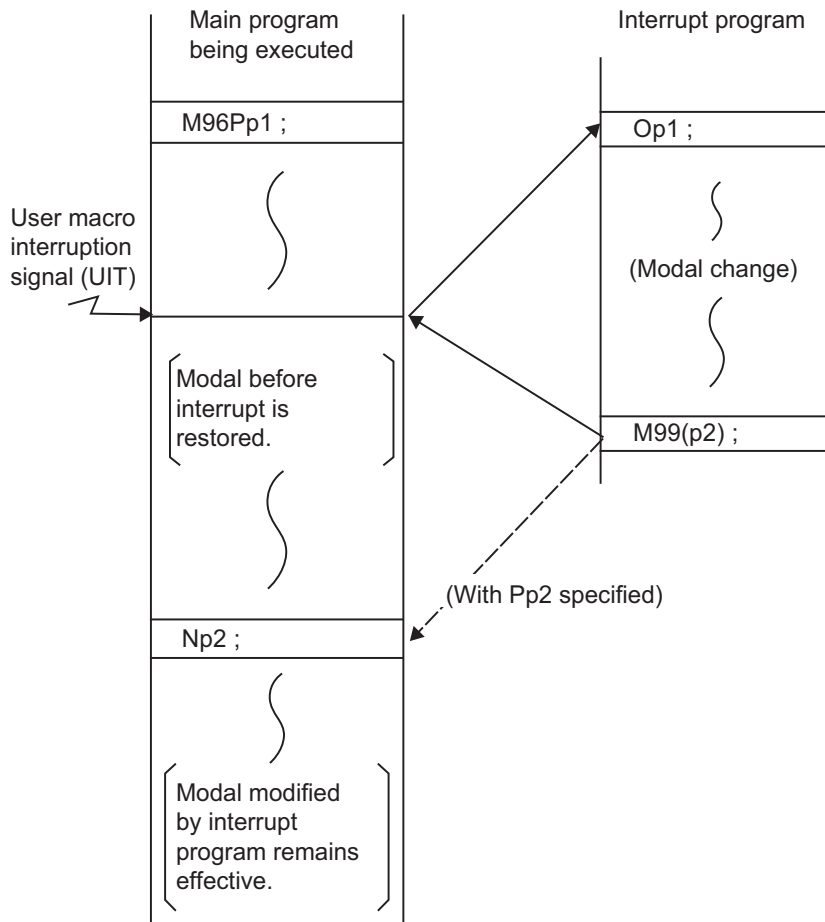 Main program
being executed
Interrupt program
M96Pp1 ;
Op1 ;
User macro
interruption
signal (UIT)
(Modal change)
Modal before
interrupt is
restored.
M99(p2) ;
(With Pp2 specified)
Np2 ;
Modal modified
by interrupt
program remains
effective.